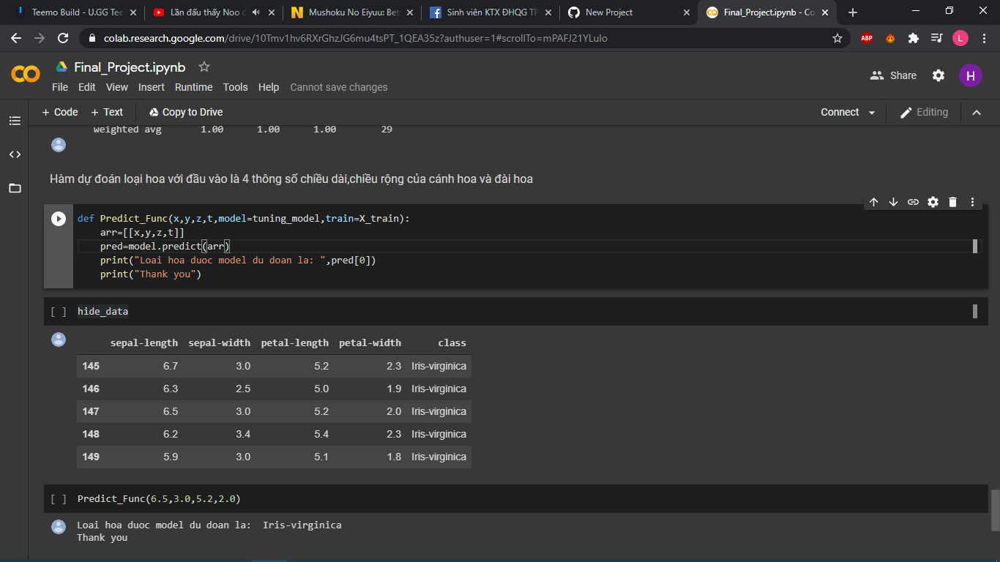 Teemo Build - U.GG Tee
Lần đầu thấy Noo đ
Mushoku No Eiyuu: Bet
Sinh viên KTX ĐHQG TP
New Project
Final_Project.ipynb - Co
colab.research.google.com/drive/10Tmv1hv6RXrGhzJG6mu4tsPT_1QEA35z?authuser=1#scrollTo=mPAFJ21YLulo
ABP
L
Final_Project.ipynb
Share
H
File Edit View Insert Runtime Tools Help Cannot save changes
+ Code + Text Copy to Drive
Connect Editing
weighted avg 1.00 1.00 1.00 29
Hàm dự đoán loại hoa với đầu vào là 4 thông số chiều dài,chiều rộng của cánh hoa và đài hoa
def Predict_Func(x,y,z,t,model=tuning_model,train=X_train):
arr=[[x,y,z,t]]
pred=model.predict(arr)
print("Loai hoa duoc model du doan la: ",pred[0])
print("Thank you")
[ ] hide_data
sepal-length sepal-width petal-length petal-width class
145 6.7 3.0 5.2 2.3 Iris-virginica
146 6.3 2.5 5.0 1.9 Iris-virginica
147 6.5 3.0 5.2 2.0 Iris-virginica
148 6.2 3.4 5.4 2.3 Iris-virginica
149 5.9 3.0 5.1 1.8 Iris-virginica
[ ] Predict_Func(6.5,3.0,5.2,2.0)
Loai hoa duoc model du doan la:  Iris-virginica
Thank you